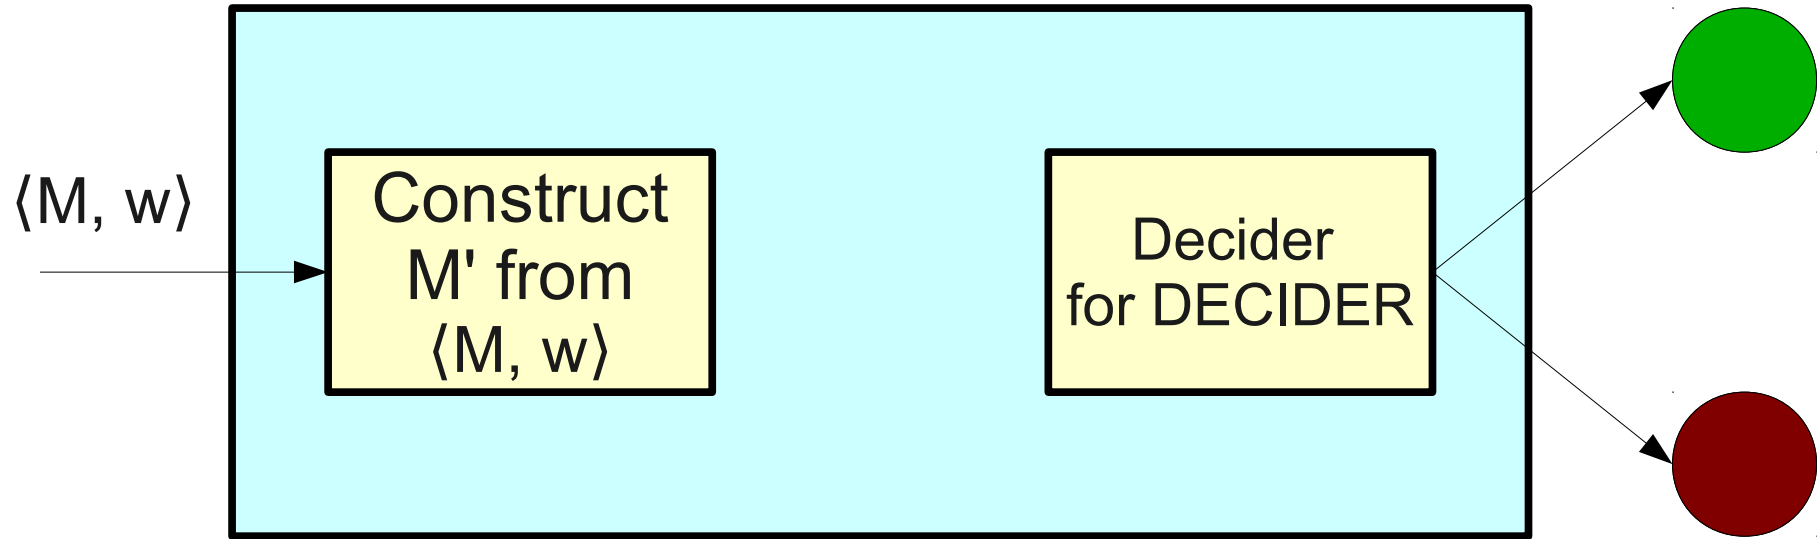 ⟨M, w⟩
Construct
M' from
⟨M, w⟩
Decider
for DECIDER